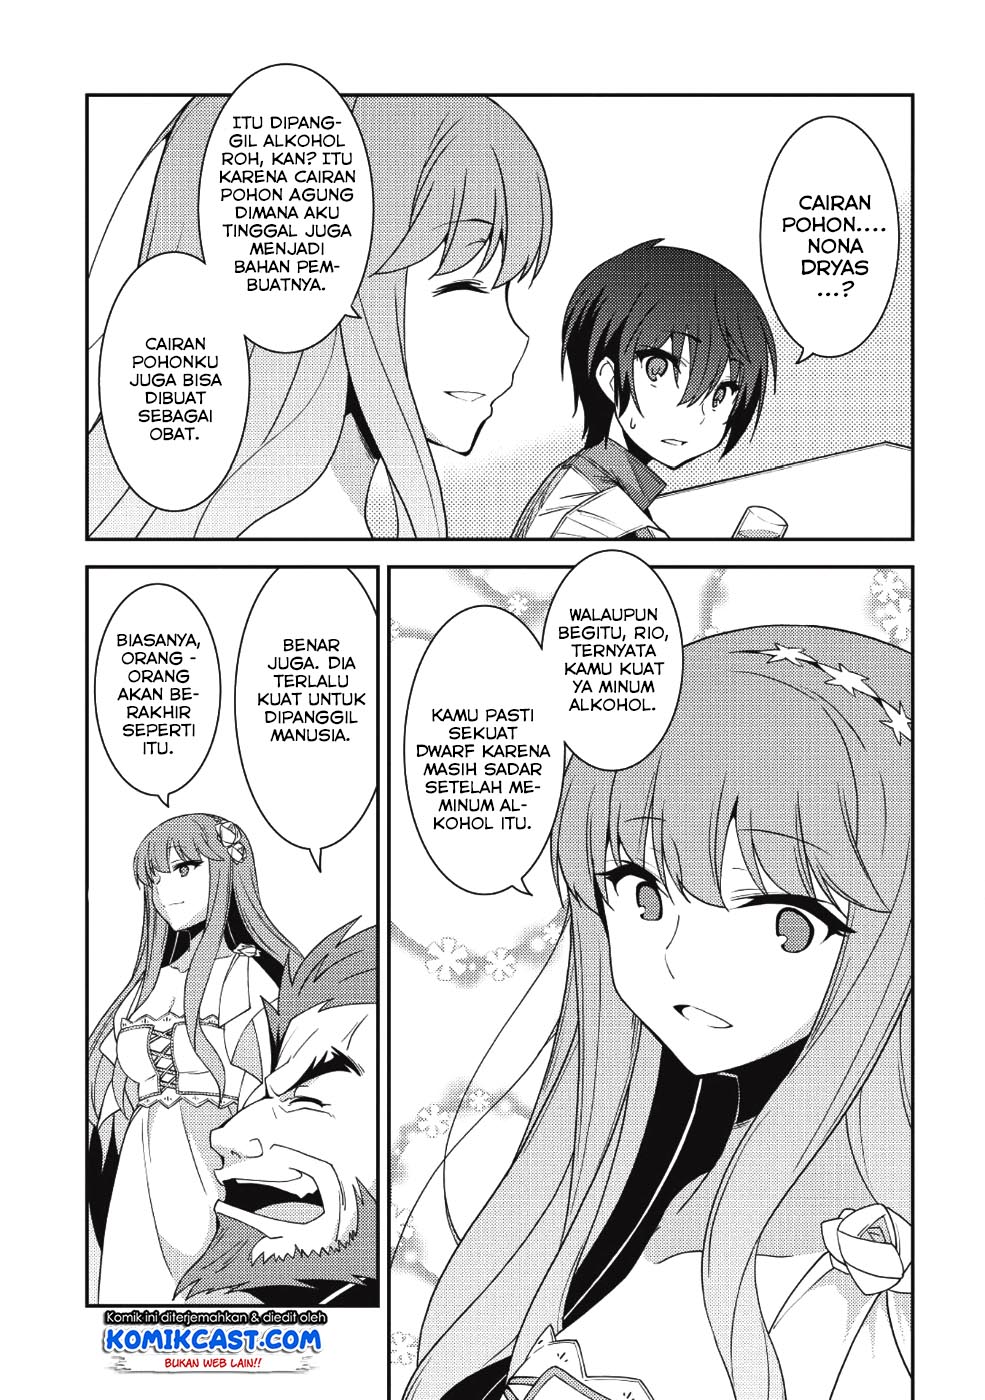 CAIRAN
POHON....
NONA
DRYAS
...?
ITU DIPANG-
GIL ALKOHOL
ROH, KAN? ITU
KARENA CAIRAN
POHON AGUNG
DIMANA AKU
TINGGAL JUGA
MENJADI
BAHAN PEM-
BUATNYA.
CAIRAN
POHONKU
JUGA BISA
DIBUAT
SEBAGAI
OBAT.
WALAUPUN
BEGITU, RIO,
TERNYATA
KAMU KUAT
YA MINUM
ALKOHOL.
KAMU PASTI
SEKUAT
DWARF KARENA
MASIH SADAR
SETELAH ME-
MINUM AL-
KOHOL ITU.
BENAR
JUGA. DIA
TERLALU
KUAT UNTUK
DIPANGGIL
MANUSIA.
BIASANYA,
ORANG -
ORANG
AKAN BE-
RAKHIR
SEPERTI
ITU.
Komik ini diterjemahkan & diedit oleh
KOMIKCAST.COM
BUKAN WEB LAIN!!